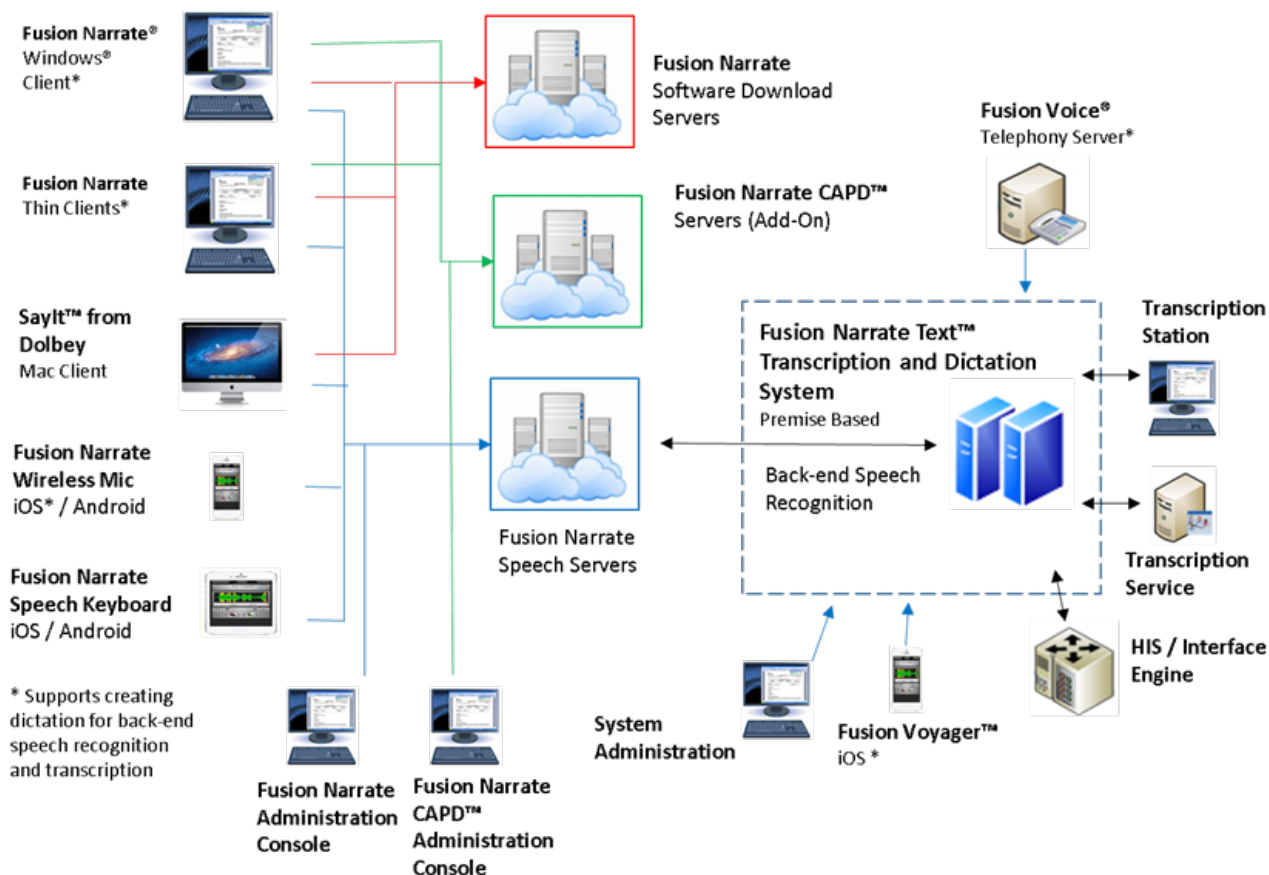 Fusion Narrate®
Windows®
Client*
Fusion Narrate
Thin Clients*
SayIt™ from
Dolbey
Mac Client
Fusion Narrate
Wireless Mic
iOS* / Android
Fusion Narrate
Speech Keyboard
iOS / Android
* Supports creating
dictation for back-end
speech recognition
and transcription
Fusion Narrate
Software Download
Servers
Fusion Narrate CAPD™
Servers (Add-On)
Fusion Narrate
Speech Servers
Fusion Voice®
Telephony Server*
Fusion Narrate Text™
Transcription and Dictation
System
Premise Based
Back-end Speech
Recognition
Transcription
Station
Transcription
Service
HIS / Interface
Engine
System
Administration
Fusion Voyager™
iOS *
Fusion Narrate
Administration
Console
Fusion Narrate
CAPD™
Administration
Console